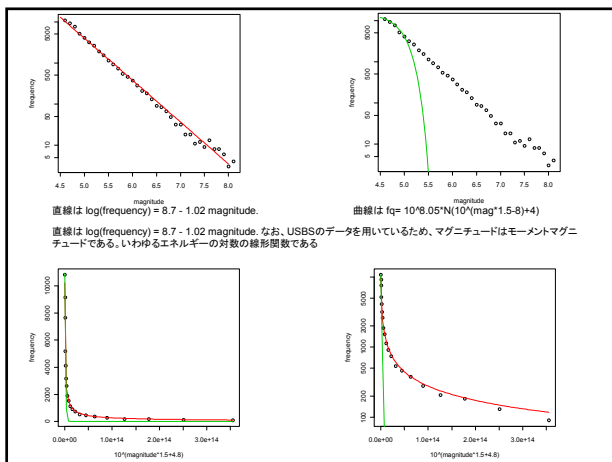 frequency
5000
500
50
10
5
4.5 5.0 5.5 6.0 6.5 7.0 7.5 8.0
magnitude
frequency
5000
500
50
10
5
4.5 5.0 5.5 6.0 6.5 7.0 7.5 8.0
magnitude
直線は log(frequency) = 8.7 - 1.02 magnitude.
曲線は fq= 10^8.05*N(10^(mag*1.5-8)+4)
直線は log(frequency) = 8.7 - 1.02 magnitude. なお、USBSのデータを用いているため、マグニチュードはモーメントマグニ
チュードである。いわゆるエネルギーの対数の線形関数である
frequency
10000
8000
6000
4000
2000
0
0.0e+00 1.0e+14 2.0e+14 3.0e+14
10^(magnitude*1.5+4.8)
frequency
5000
2000
1000
500
200
100
0.0e+00 1.0e+14 2.0e+14 3.0e+14
10^(magnitude*1.5+4.8)